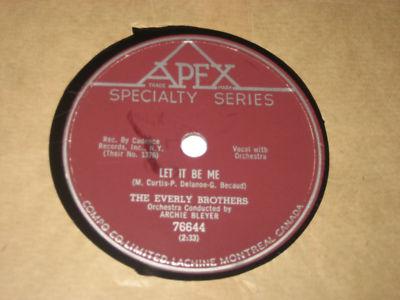 APEX
TRADE MARK
SPECIALTY SERIES
Rec. By Cadence
Records, Inc., N.Y.
(Their No. 1376)
Vocal with
Orchestra
LET IT BE ME
(M. Curtis-P. Delanoe-G. Becaud)
THE EVERLY BROTHERS
Orchestra Conducted by
ARCHIE BLEYER
76644
(2:33)
COMPO CO. LIMITED, LACHINE MONTREAL CANADA